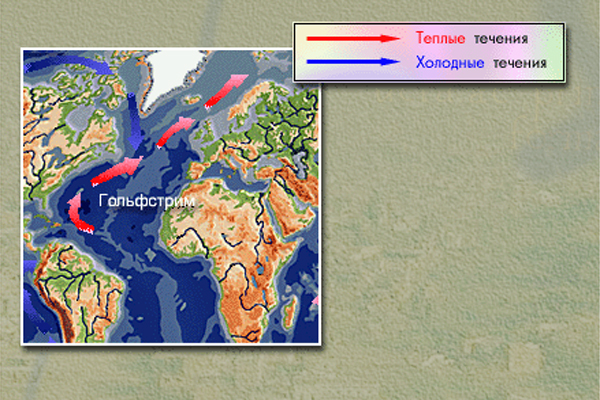 Теплые течения
Холодные течения
Гольфстрим